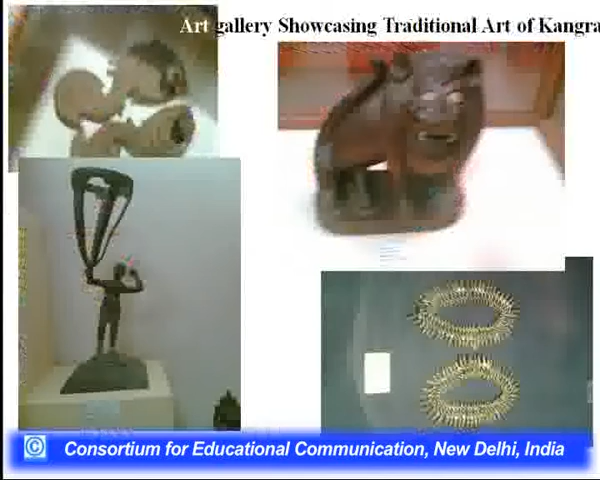 Art gallery Showcasing Traditional Art of Kangra
© Consortium for Educational Communication, New Delhi, India